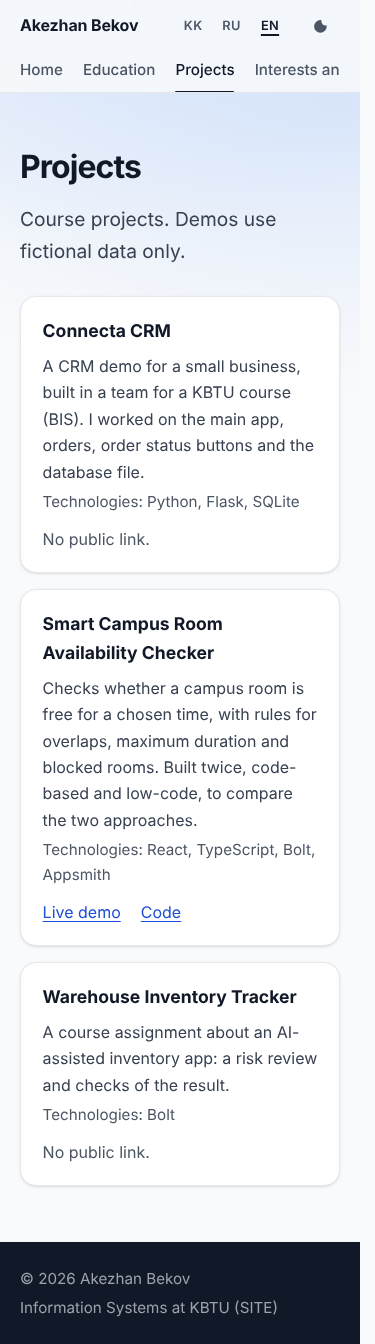 Akezhan Bekov
KK RU EN
Home Education Projects Interests an
Projects
Course projects. Demos use
fictional data only.
Connecta CRM
A CRM demo for a small business,
built in a team for a KBTU course
(BIS). I worked on the main app,
orders, order status buttons and the
database file.
Technologies: Python, Flask, SQLite
No public link.
Smart Campus Room
Availability Checker
Checks whether a campus room is
free for a chosen time, with rules for
overlaps, maximum duration and
blocked rooms. Built twice, code-
based and low-code, to compare
the two approaches.
Technologies: React, TypeScript, Bolt,
Appsmith
Live demo Code
Warehouse Inventory Tracker
A course assignment about an AI-
assisted inventory app: a risk review
and checks of the result.
Technologies: Bolt
No public link.
© 2026 Akezhan Bekov
Information Systems at KBTU (SITE)